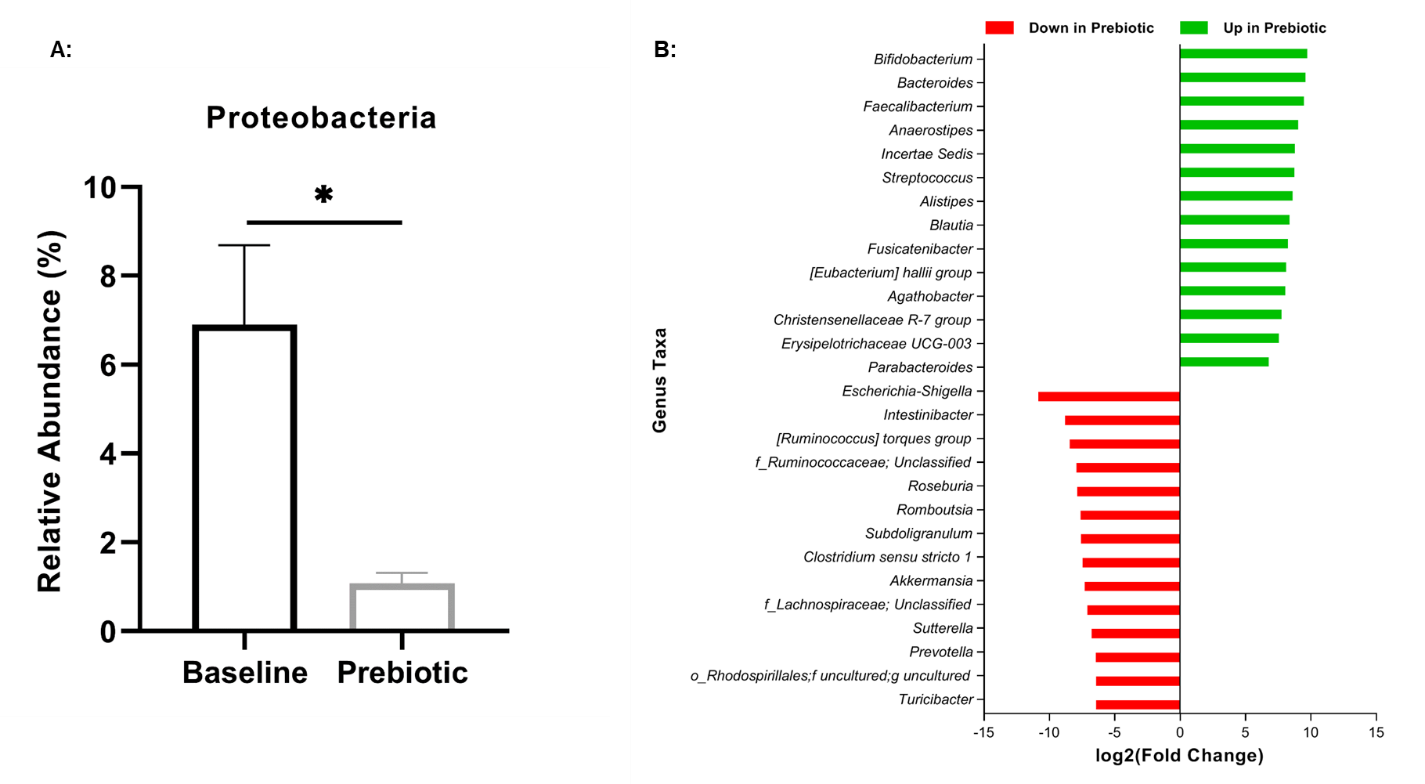 A:
Proteobacteria
*
Relative Abundance (%)
10
8
6
4
2
0
Baseline
Prebiotic
B:
Down in Prebiotic
Up in Prebiotic
Genus Taxa
Bifidobacterium
Bacteroides
Faecalibacterium
Anaerostipes
Incertae Sedis
Streptococcus
Alistipes
Blautia
Fusicatenibacter
[Eubacterium] hallii group
Agathobacter
Christensenellaceae R-7 group
Erysipelotrichaceae UCG-003
Parabacteroides
Escherichia-Shigella
Intestinibacter
[Ruminococcus] torques group
f_Ruminococcaceae; Unclassified
Roseburia
Romboutsia
Subdoligranulum
Clostridium sensu stricto 1
Akkermansia
f_Lachnospiraceae; Unclassified
Sutterella
Prevotella
o_Rhodospirillales;f uncultured;g uncultured
Turicibacter
-15 -10 -5 0 5 10 15
log2(Fold Change)